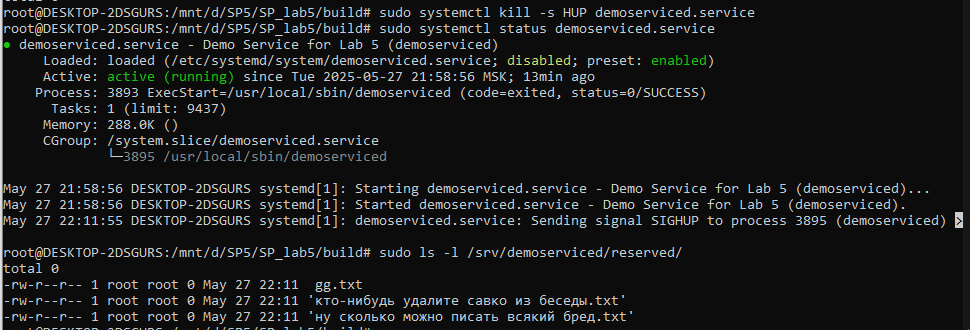 root@DESKTOP-2DSGURS:/mnt/d/SP5/SP_lab5/build# sudo systemctl kill -s HUP demoserviced.service
root@DESKTOP-2DSGURS:/mnt/d/SP5/SP_lab5/build# sudo systemctl status demoserviced.service
● demoserviced.service - Demo Service for Lab 5 (demoserviced)
     Loaded: loaded (/etc/systemd/system/demoserviced.service; disabled; preset: enabled)
     Active: active (running) since Tue 2025-05-27 21:58:56 MSK; 13min ago
    Process: 3893 ExecStart=/usr/local/sbin/demoserviced (code=exited, status=0/SUCCESS)
      Tasks: 1 (limit: 9437)
     Memory: 288.0K ()
     CGroup: /system.slice/demoserviced.service
             └─3895 /usr/local/sbin/demoserviced
May 27 21:58:56 DESKTOP-2DSGURS systemd[1]: Starting demoserviced.service - Demo Service for Lab 5 (demoserviced)...
May 27 21:58:56 DESKTOP-2DSGURS systemd[1]: Started demoserviced.service - Demo Service for Lab 5 (demoserviced).
May 27 22:11:55 DESKTOP-2DSGURS systemd[1]: demoserviced.service: Sending signal SIGHUP to process 3895 (demoserviced) >
root@DESKTOP-2DSGURS:/mnt/d/SP5/SP_lab5/build# sudo ls -l /srv/demoserviced/reserved/
total 0
-rw-r--r-- 1 root root 0 May 27 22:11  gg.txt
-rw-r--r-- 1 root root 0 May 27 22:11 'кто-нибудь удалите савко из беседы.txt'
-rw-r--r-- 1 root root 0 May 27 22:11 'ну сколько можно писать всякий бред.txt'